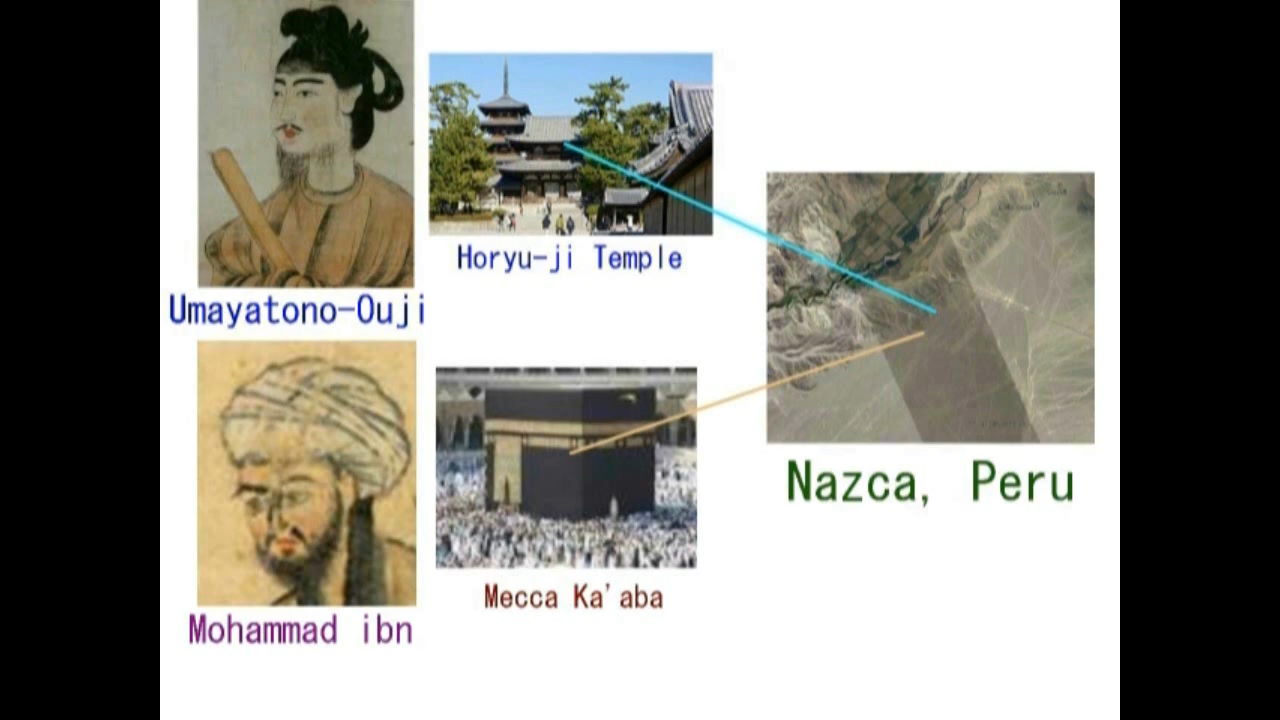 Horyu-ji Temple
Umayatono-Ouji
Nazca, Peru
Mecca Ka'aba
Mohammad ibn